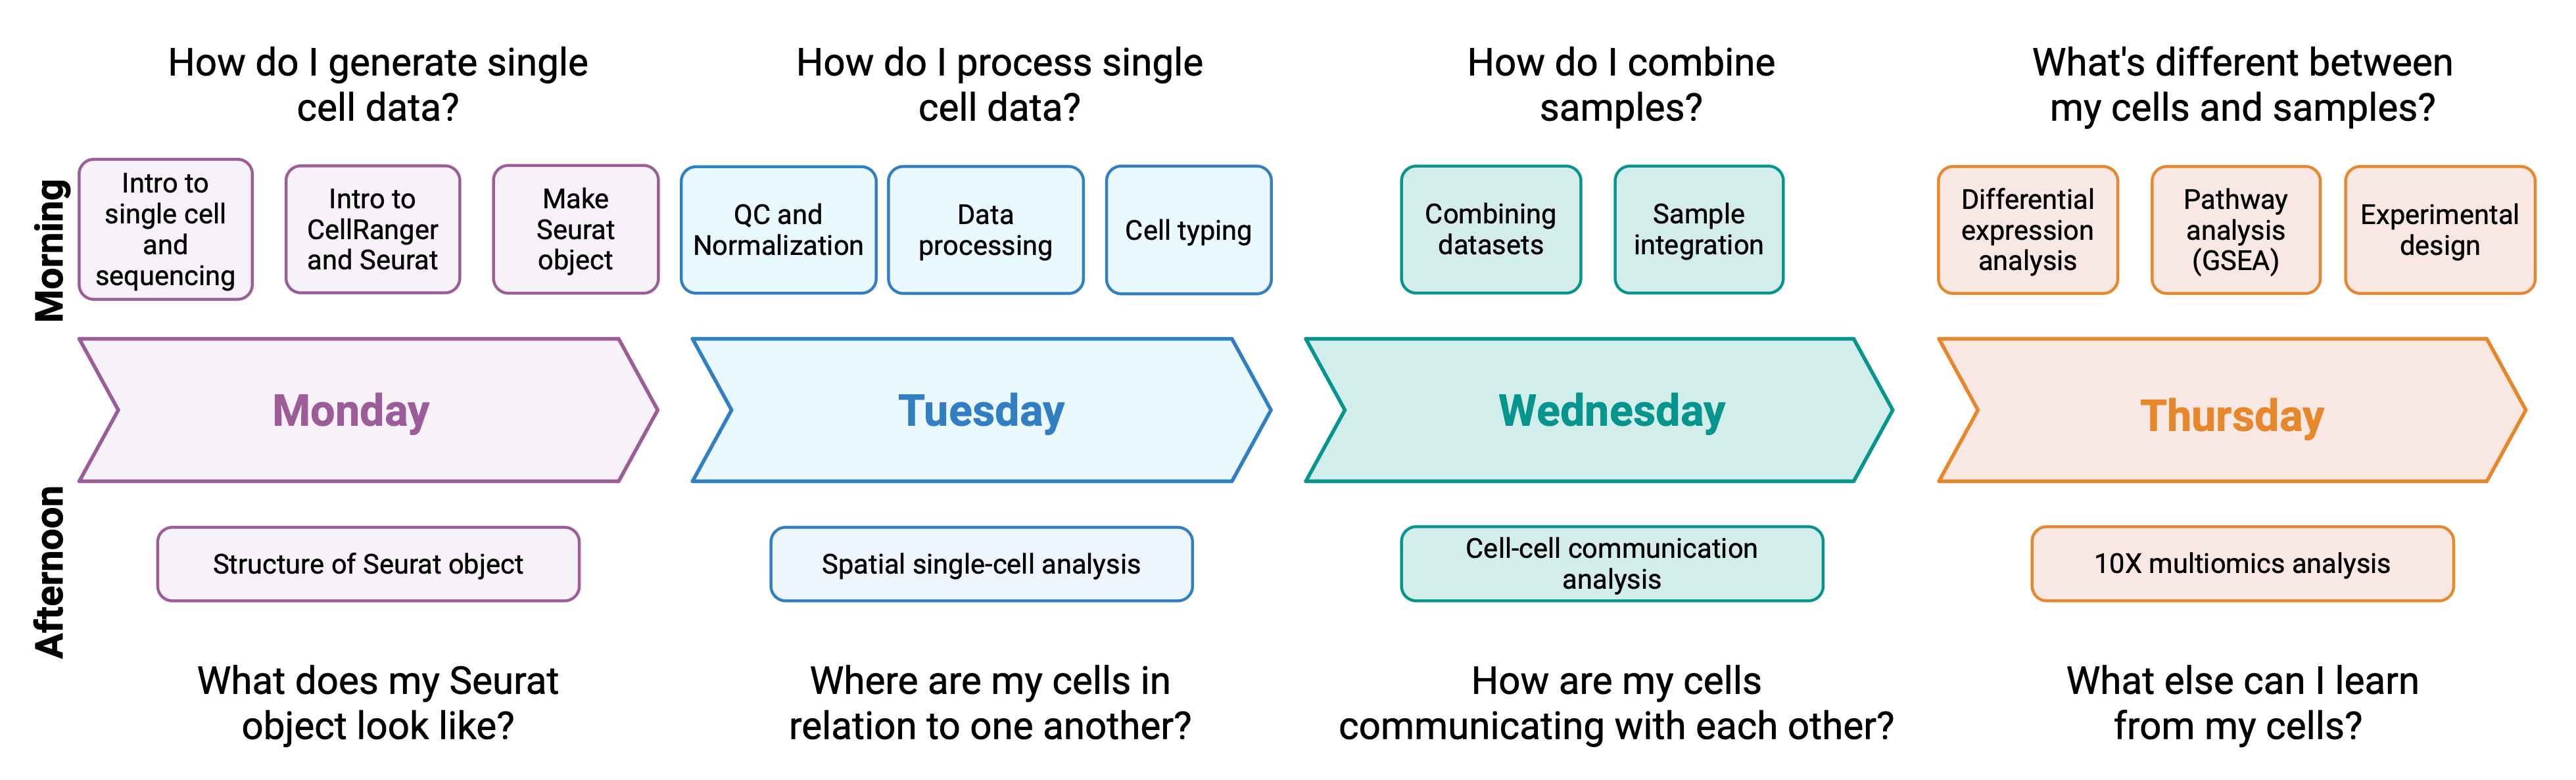 How do I generate single
cell data?
How do I process single
cell data?
How do I combine
samples?
What's different between
my cells and samples?
Morning
Intro to
single cell
and
sequencing
Intro to
CellRanger
and Seurat
Make
Seurat
object
QC and
Normalization
Data
processing
Cell typing
Combining
datasets
Sample
integration
Differential
expression
analysis
Pathway
analysis
(GSEA)
Experimental
design
Monday
Tuesday
Wednesday
Thursday
Afternoon
Structure of Seurat object
Spatial single-cell analysis
Cell-cell communication
analysis
10X multiomics analysis
What does my Seurat
object look like?
Where are my cells in
relation to one another?
How are my cells
communicating with each other?
What else can I learn
from my cells?